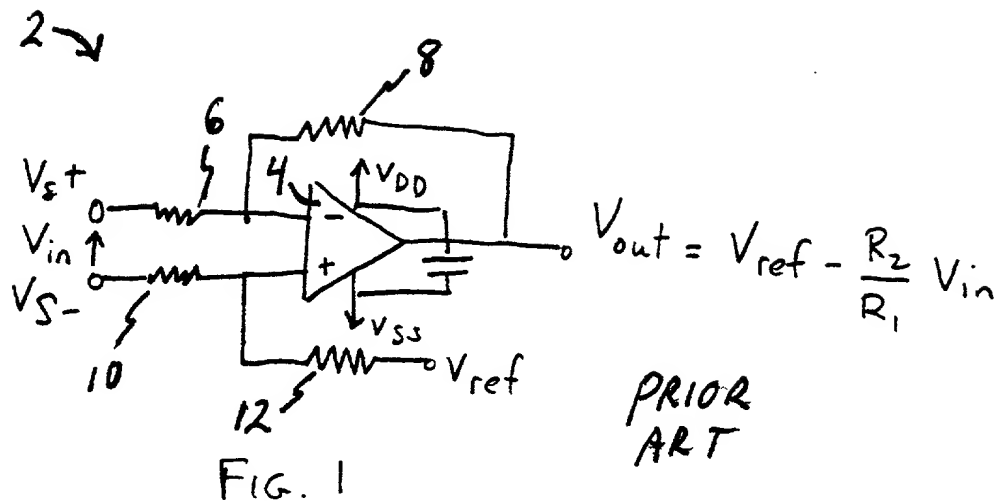 2
8
6
Vs+
4
VDD
-
Vin
+
VS-
Vout = Vref - R2/R1 Vin
VSS
10
Vref
12
PRIOR
ART
FIG. 1